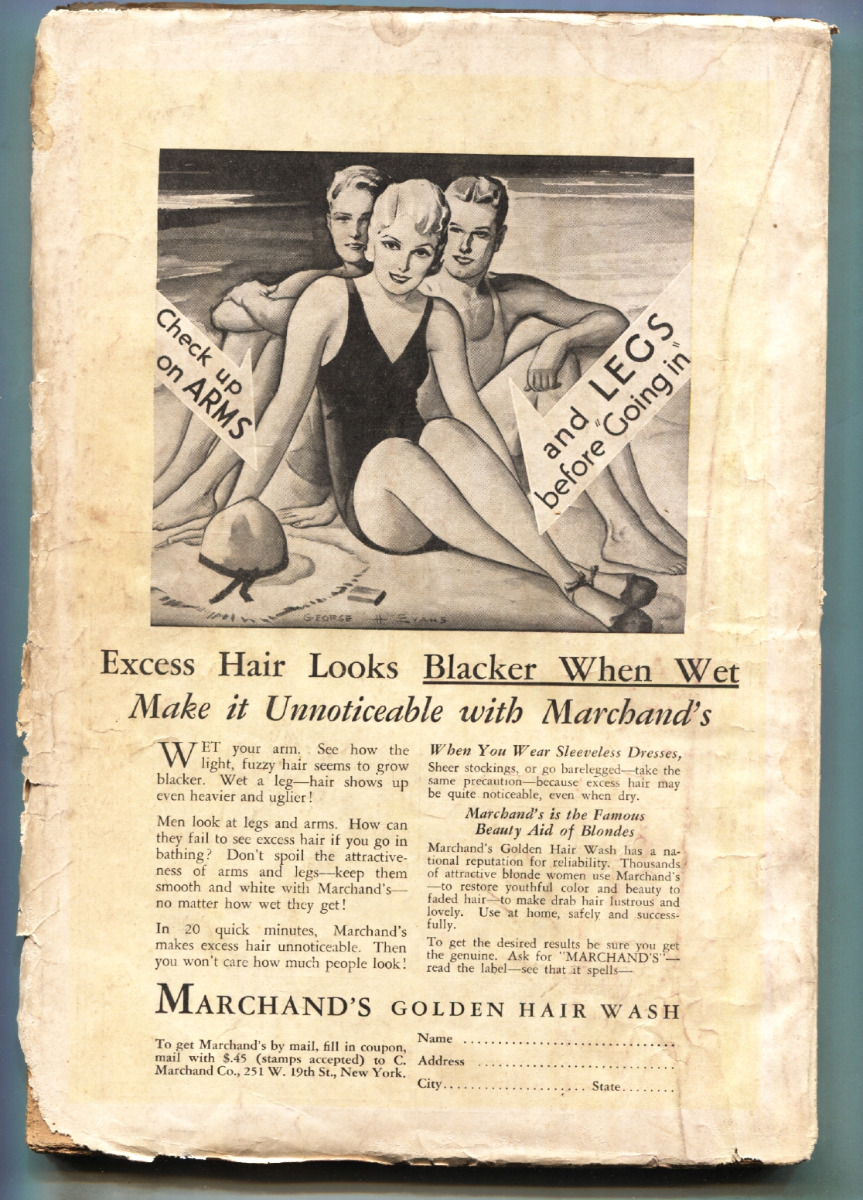 Check up
on ARMS
and LEGS
before "Going in"
GEORGE H EVANS
Excess Hair Looks Blacker When Wet
Make it Unnoticeable with Marchand's
WET your arm. See how the
light, fuzzy hair seems to grow
blacker. Wet a leg—hair shows up
even heavier and uglier!
Men look at legs and arms. How can
they fail to see excess hair if you go in
bathing? Don't spoil the attractive-
ness of arms and legs—keep them
smooth and white with Marchand's—
no matter how wet they get!
In 20 quick minutes, Marchand's
makes excess hair unnoticeable. Then
you won't care how much people look!
When You Wear Sleeveless Dresses,
Sheer stockings, or go barelegged—take the
same precaution—because excess hair may
be quite noticeable, even when dry.
Marchand's is the Famous
Beauty Aid of Blondes
Marchand's Golden Hair Wash has a na-
tional reputation for reliability. Thousands
of attractive blonde women use Marchand's
—to restore youthful color and beauty to
faded hair—to make drab hair lustrous and
lovely. Use at home, safely and success-
fully.
To get the desired results be sure you get
the genuine. Ask for "MARCHAND'S"—
read the label—see that it spells—
MARCHAND'S GOLDEN HAIR WASH
To get Marchand's by mail, fill in coupon,
mail with $.45 (stamps accepted) to C.
Marchand Co., 251 W. 19th St., New York.
Name ..............................
Address ...........................
City..................... State........